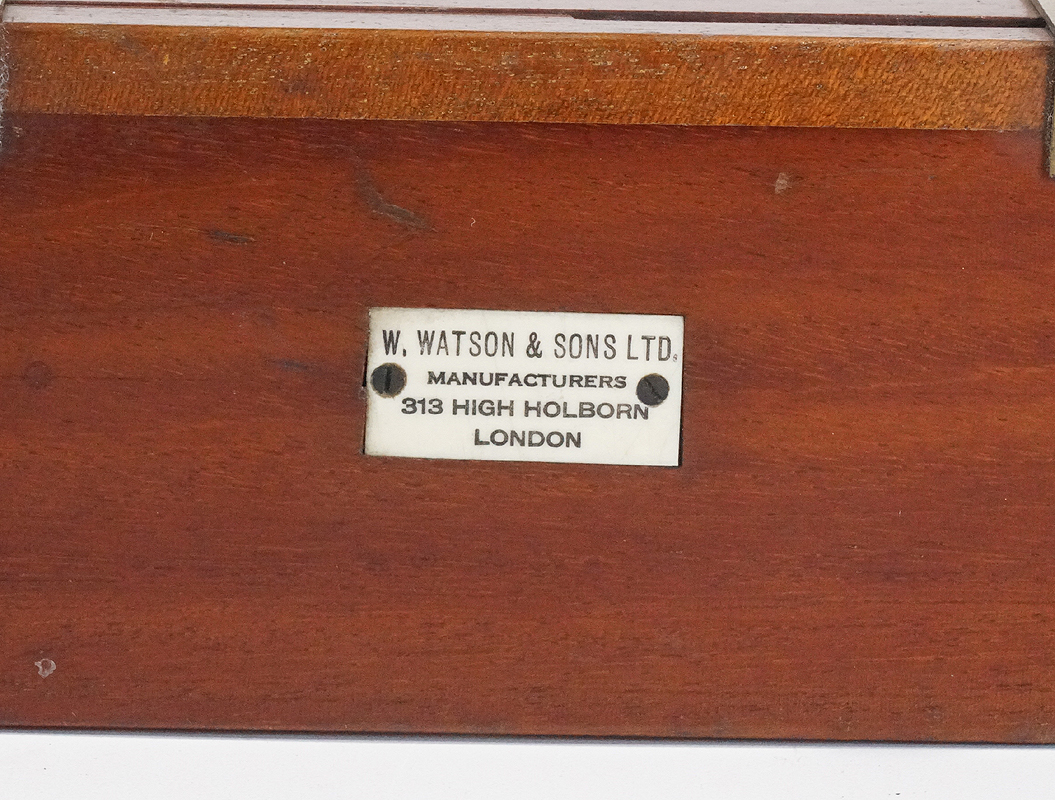 W. WATSON & SONS LTD.
MANUFACTURERS
313 HIGH HOLBORN
LONDON